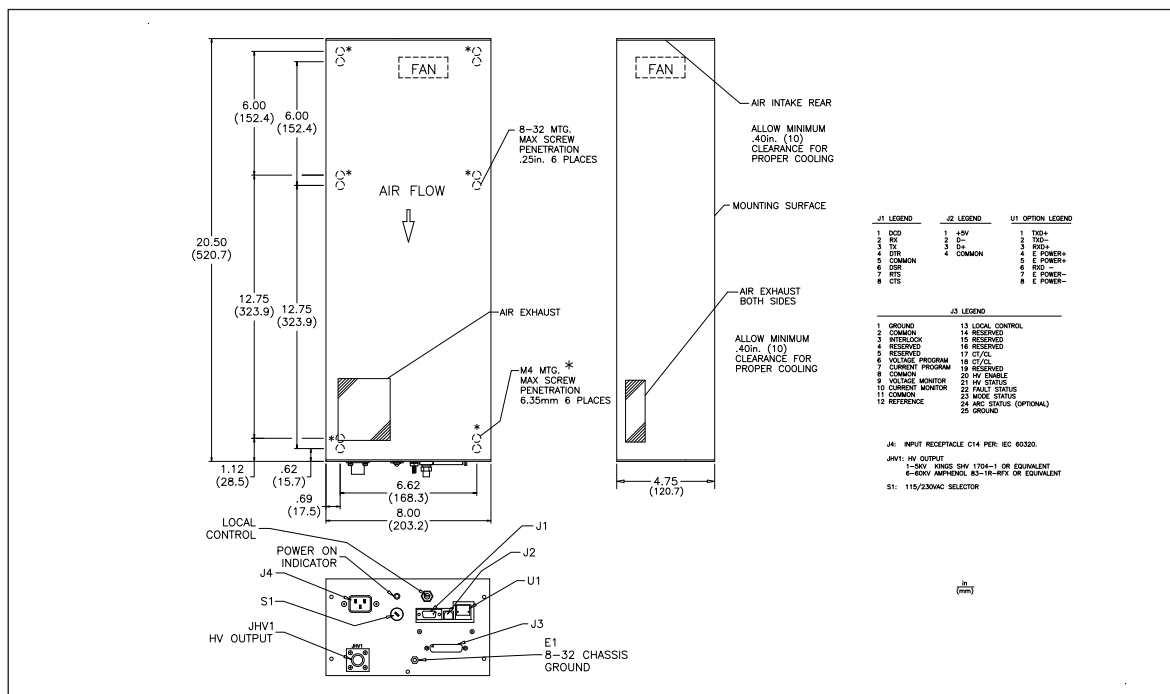 *
*
FAN
FAN
6.00
(152.4)
6.00
(152.4)
8-32 MTG.
MAX SCREW
PENETRATION
.25in. 6 PLACES
AIR INTAKE REAR
ALLOW MINIMUM
.40in. (10)
CLEARANCE FOR
PROPER COOLING
*
*
AIR FLOW
MOUNTING SURFACE
20.50
(520.7)
12.75
(323.9)
12.75
(323.9)
AIR EXHAUST
AIR EXHAUST
BOTH SIDES
ALLOW MINIMUM
.40in. (10)
CLEARANCE FOR
PROPER COOLING
M4 MTG. *
MAX SCREW
PENETRATION
6.35mm 6 PLACES
*
*
1.12
(28.5)
.62
(15.7)
.69
(17.5)
6.62
(168.3)
8.00
(203.2)
4.75
(120.7)
J1 LEGEND
1 DCD
2 RX
3 TX
4 DTR
5 COMMON
6 DSR
7 RTS
8 CTS
J2 LEGEND
1 +5V
2 D-
3 D+
4 COMMON
U1 OPTION LEGEND
1 TXD+
2 TXD-
3 RXD+
4 E POWER+
5 E POWER+
6 RXD -
7 E POWER-
8 E POWER-
J3 LEGEND
1 GROUND
2 COMMON
3 INTERLOCK
4 RESERVED
5 RESERVED
6 VOLTAGE PROGRAM
7 CURRENT PROGRAM
8 COMMON
9 VOLTAGE MONITOR
10 CURRENT MONITOR
11 COMMON
12 REFERENCE
13 LOCAL CONTROL
14 RESERVED
15 RESERVED
16 RESERVED
17 CT/CL
18 CT/CL
19 RESERVED
20 HV ENABLE
21 HV STATUS
22 FAULT STATUS
23 MODE STATUS
24 ARC STATUS (OPTIONAL)
25 GROUND
J4: INPUT RECEPTACLE C14 PER: IEC 60320.
JHV1: HV OUTPUT
1-5KV KINGS SHV 1704-1 OR EQUIVALENT
6-60KV AMPHENOL 83-1R-RFX OR EQUIVALENT
S1: 115/230VAC SELECTOR
in
(mm)
LOCAL
CONTROL
POWER ON
INDICATOR
J4
S1
JHV1
HV OUTPUT
JHV1
J1
J2
U1
J3
E1
8-32 CHASSIS
GROUND